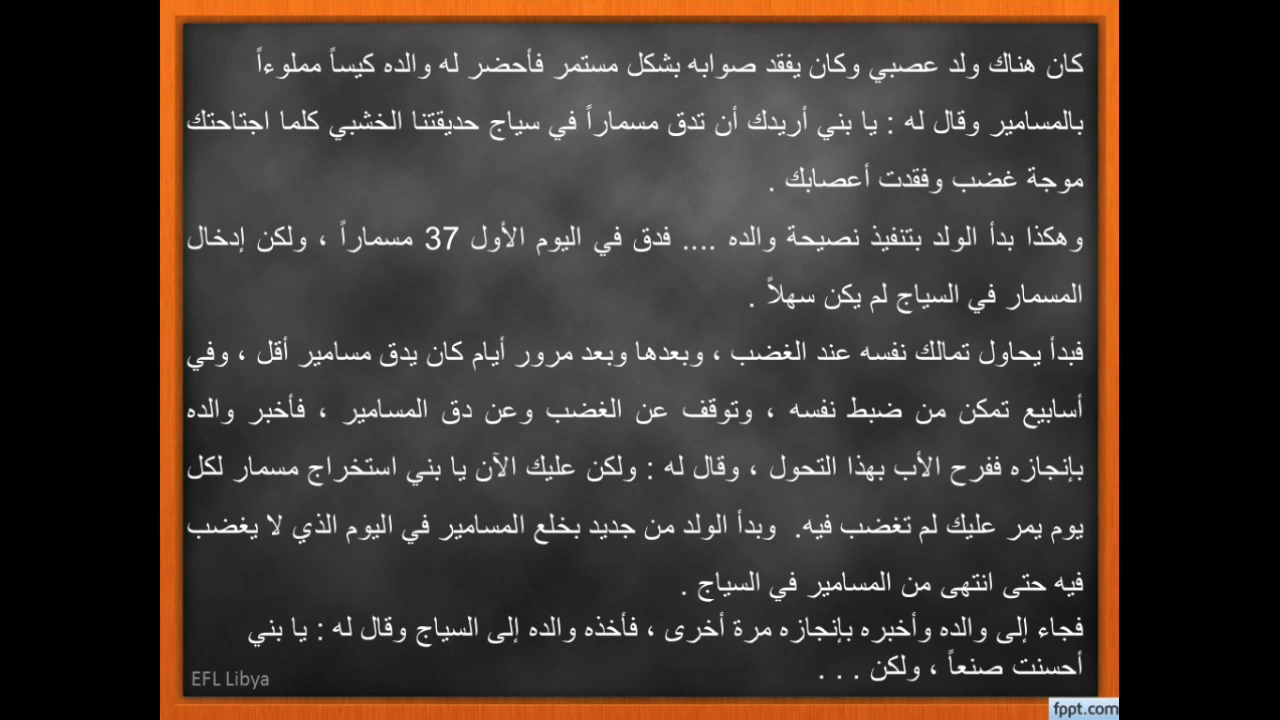 كان هناك ولد عصبي وكان يفقد صوابه بشكل مستمر فأحضر له والده كيساً مملوءاً
بالمسامير وقال له : يا بني أريدك أن تدق مسماراً في سياج حديقتنا الخشبي كلما اجتاحتك
موجة غضب وفقدت أعصابك .
وهكذا بدأ الولد بتنفيذ نصيحة والده .... فدق في اليوم الأول 37 مسماراً ، ولكن إدخال
المسمار في السياج لم يكن سهلاً .
فبدأ يحاول تمالك نفسه عند الغضب ، وبعدها وبعد مرور أيام كان يدق مسامير أقل ، وفي
أسابيع تمكن من ضبط نفسه ، وتوقف عن الغضب وعن دق المسامير ، فأخبر والده
بإنجازه ففرح الأب بهذا التحول ، وقال له : ولكن عليك الآن يا بني استخراج مسمار لكل
يوم يمر عليك لم تغضب فيه. وبدأ الولد من جديد بخلع المسامير في اليوم الذي لا يغضب
فيه حتى انتهى من المسامير في السياج .
فجاء إلى والده وأخبره بإنجازه مرة أخرى ، فأخذه والده إلى السياج وقال له : يا بني
أحسنت صنعاً ، ولكن . . .
EFL Libya
fppt.com